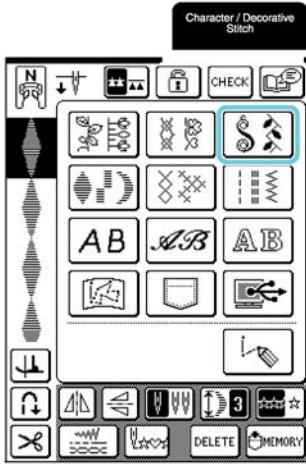 Character / Decorative
Stitch
N
CHECK
AB
AB
AB
3
DELETE
MEMORY